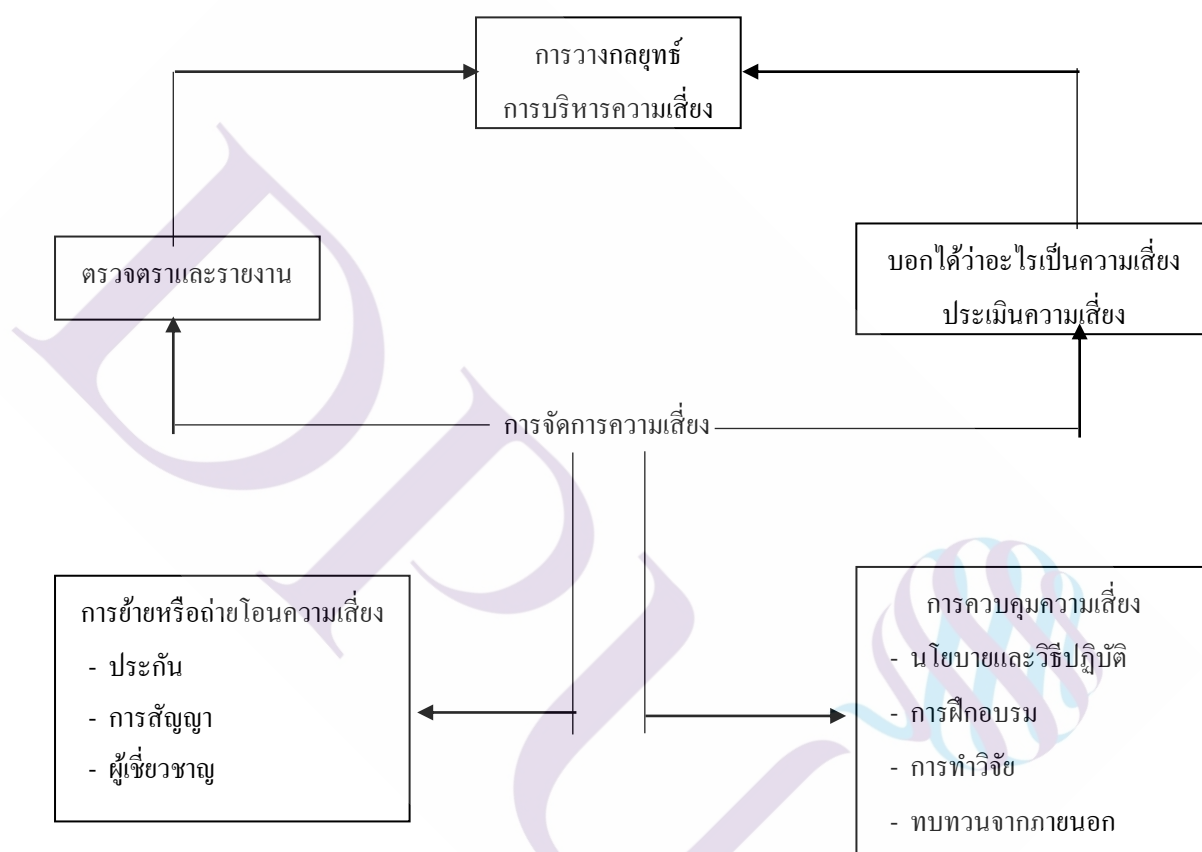 การวางกลยุทธ์
การบริหารความเสี่ยง
ตรวจตราและรายงาน
บอกได้ว่าอะไรเป็นความเสี่ยง
ประเมินความเสี่ยง
การจัดการความเสี่ยง
การย้ายหรือถ่ายโอนความเสี่ยง
- ประกัน
- การสัญญา
- ผู้เชี่ยวชาญ
การควบคุมความเสี่ยง
- นโยบายและวิธีปฏิบัติ
- การฝึกอบรม
- การทำวิจัย
- ทบทวนจากภายนอก
DPU